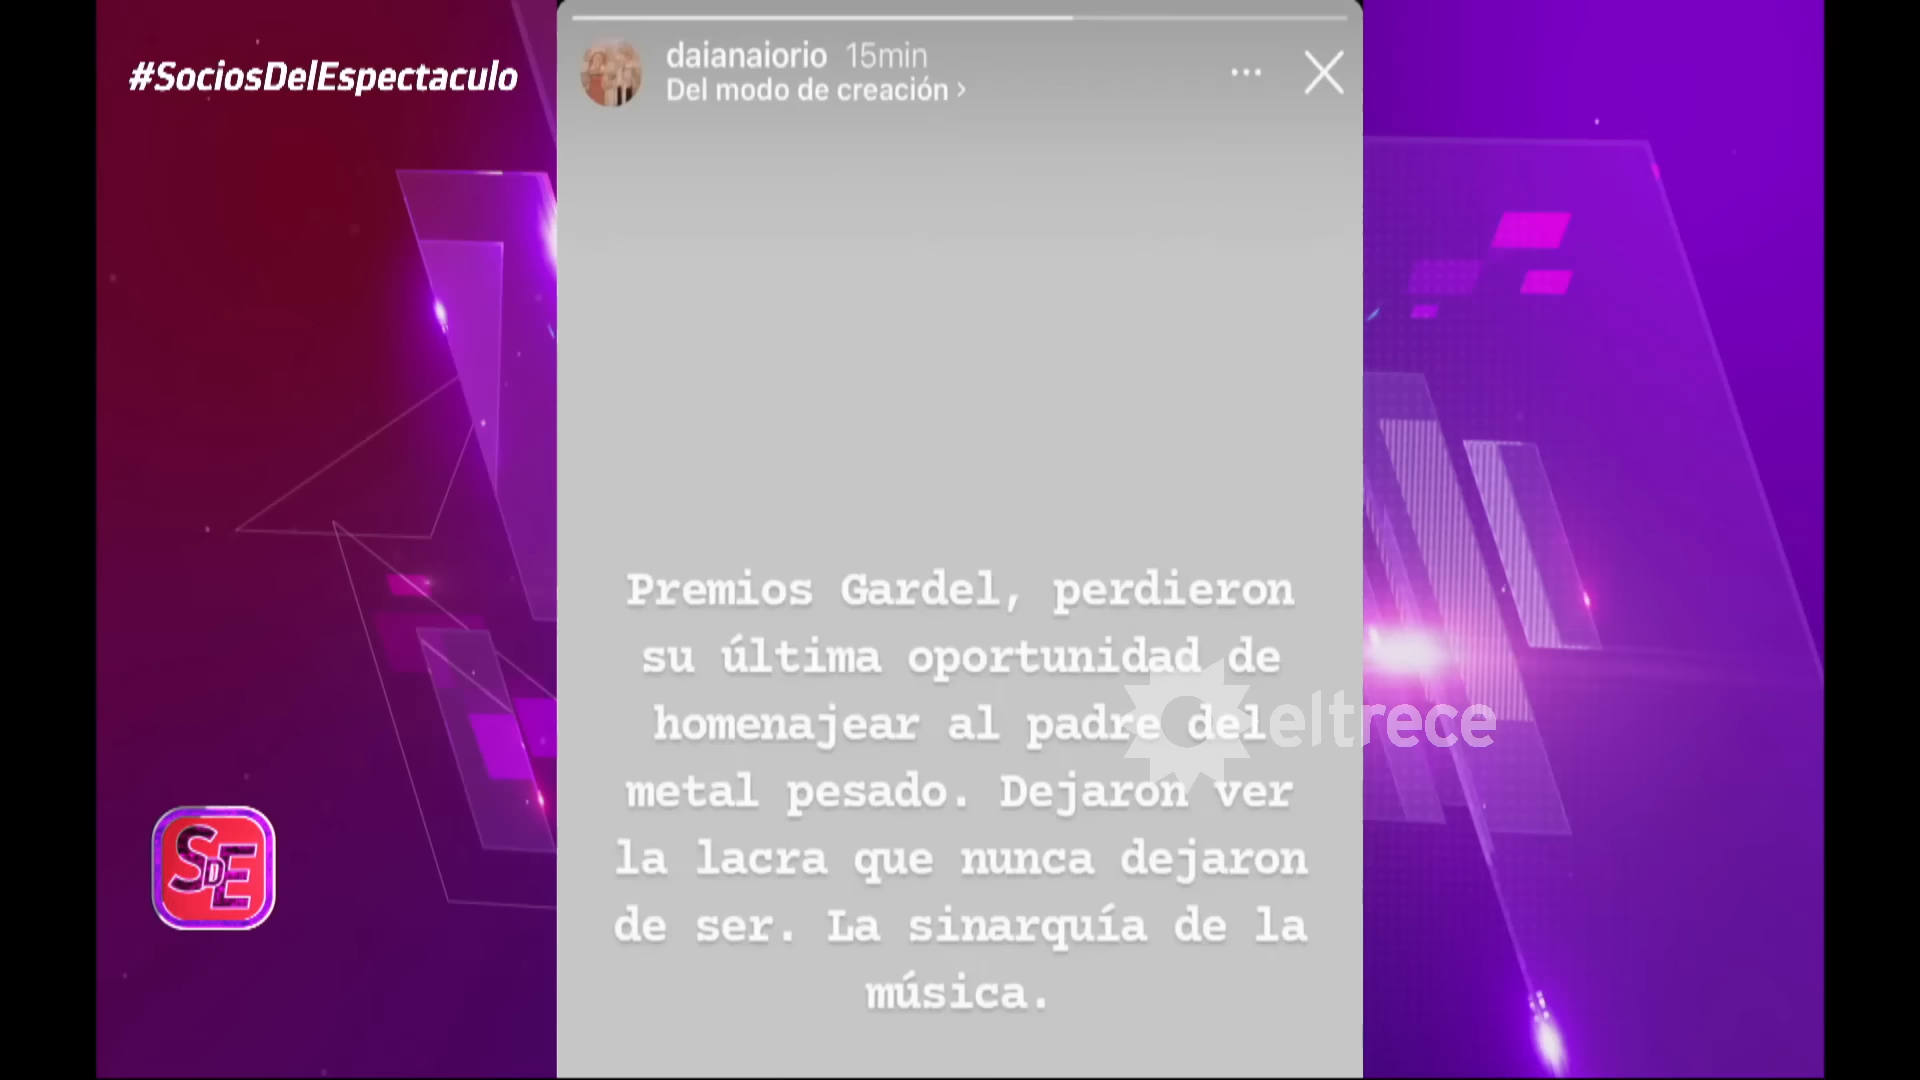 #SociosDelEspectaculo
daianaiorio 15min
Del modo de creación ›
Premios Gardel, perdieron
su última oportunidad de
homenajear al padre del
metal pesado. Dejaron ver
la lacra que nunca dejaron
de ser. La sinarquía de la
música.
eltrece
SDE